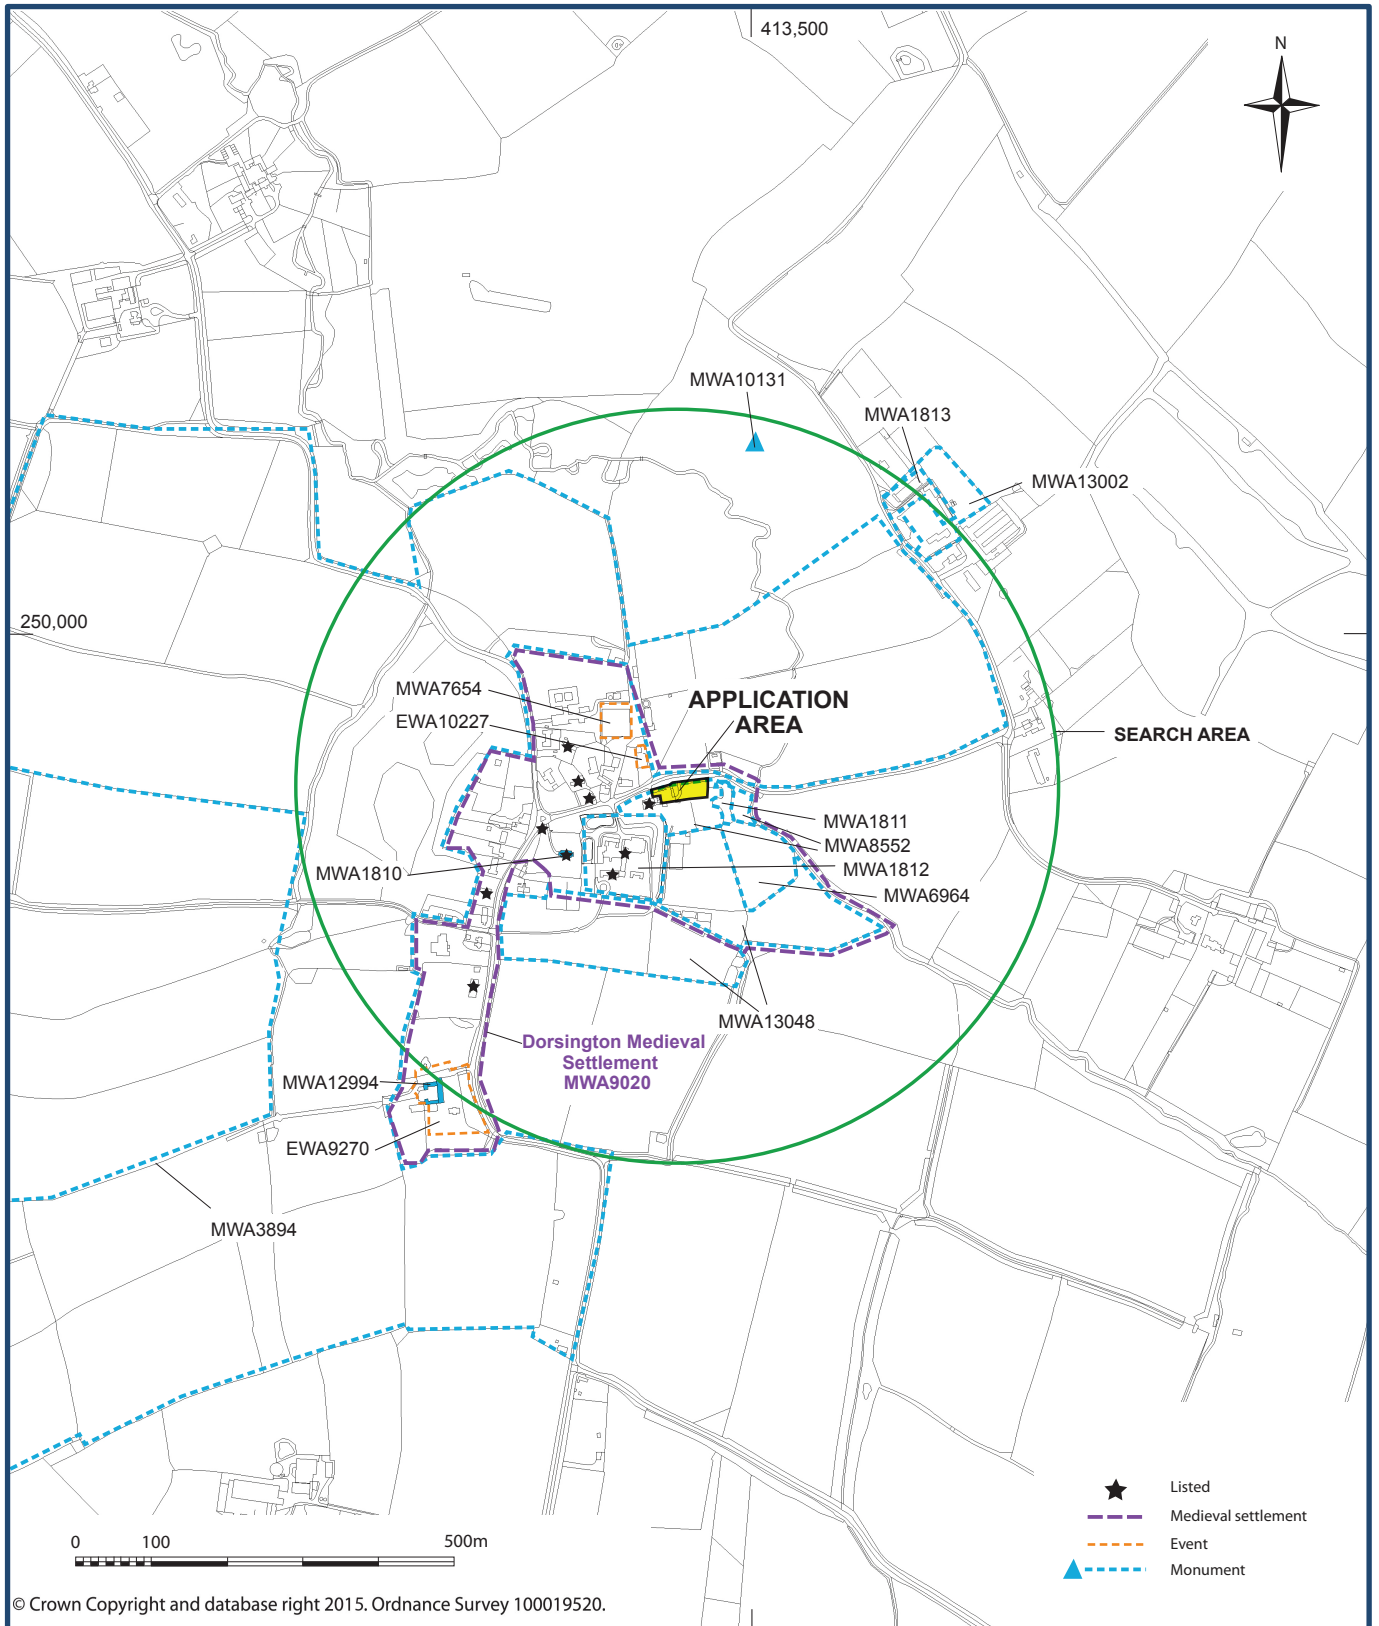 413,500
N
MWA10131
MWA1813
MWA13002
250,000
MWA7654
EWA10227
APPLICATION
AREA
SEARCH AREA
MWA1811
MWA8552
MWA1812
MWA1810
MWA6964
MWA13048
Dorsington Medieval
Settlement
MWA9020
MWA12994
EWA9270
MWA3894
Listed
Medieval settlement
Event
Monument
0 100 500m
© Crown Copyright and database right 2015. Ordnance Survey 100019520.